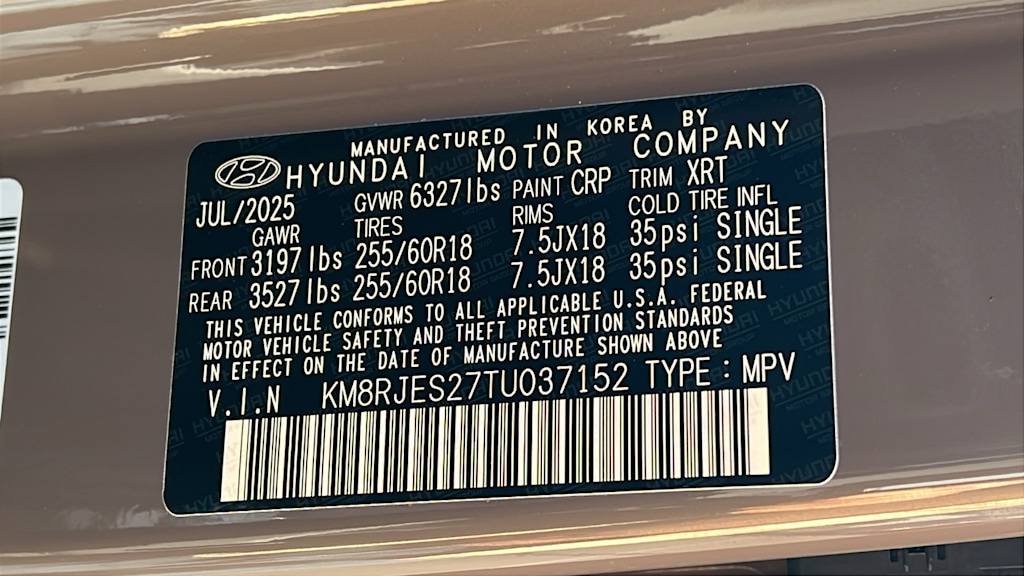 MANUFACTURED IN KOREA BY
HYUNDAI MOTOR COMPANY
JUL/2025 GVWR 6327lbs PAINT CRP TRIM XRT
GAWR TIRES RIMS COLD TIRE INFL
FRONT 3197lbs 255/60R18 7.5JX18 35psi SINGLE
REAR 3527lbs 255/60R18 7.5JX18 35psi SINGLE
THIS VEHICLE CONFORMS TO ALL APPLICABLE U.S.A. FEDERAL
MOTOR VEHICLE SAFETY AND THEFT PREVENTION STANDARDS
IN EFFECT ON THE DATE OF MANUFACTURE SHOWN ABOVE
V.I.N KM8RJES27TU037152 TYPE : MPV